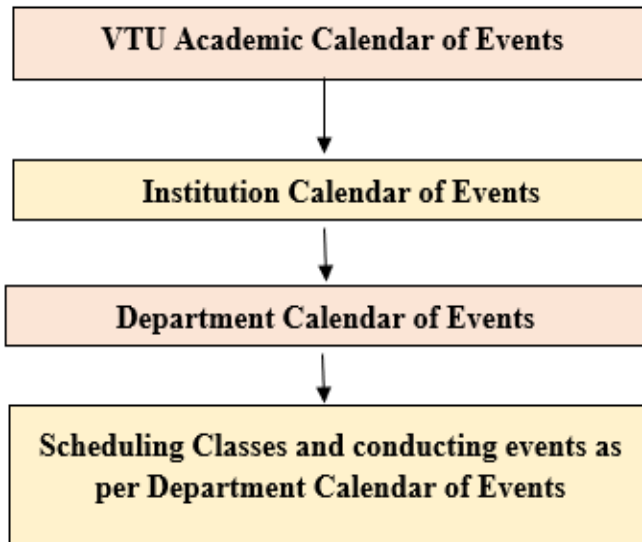 VTU Academic Calendar of Events
Institution Calendar of Events
Department Calendar of Events
Scheduling Classes and conducting events as
per Department Calendar of Events